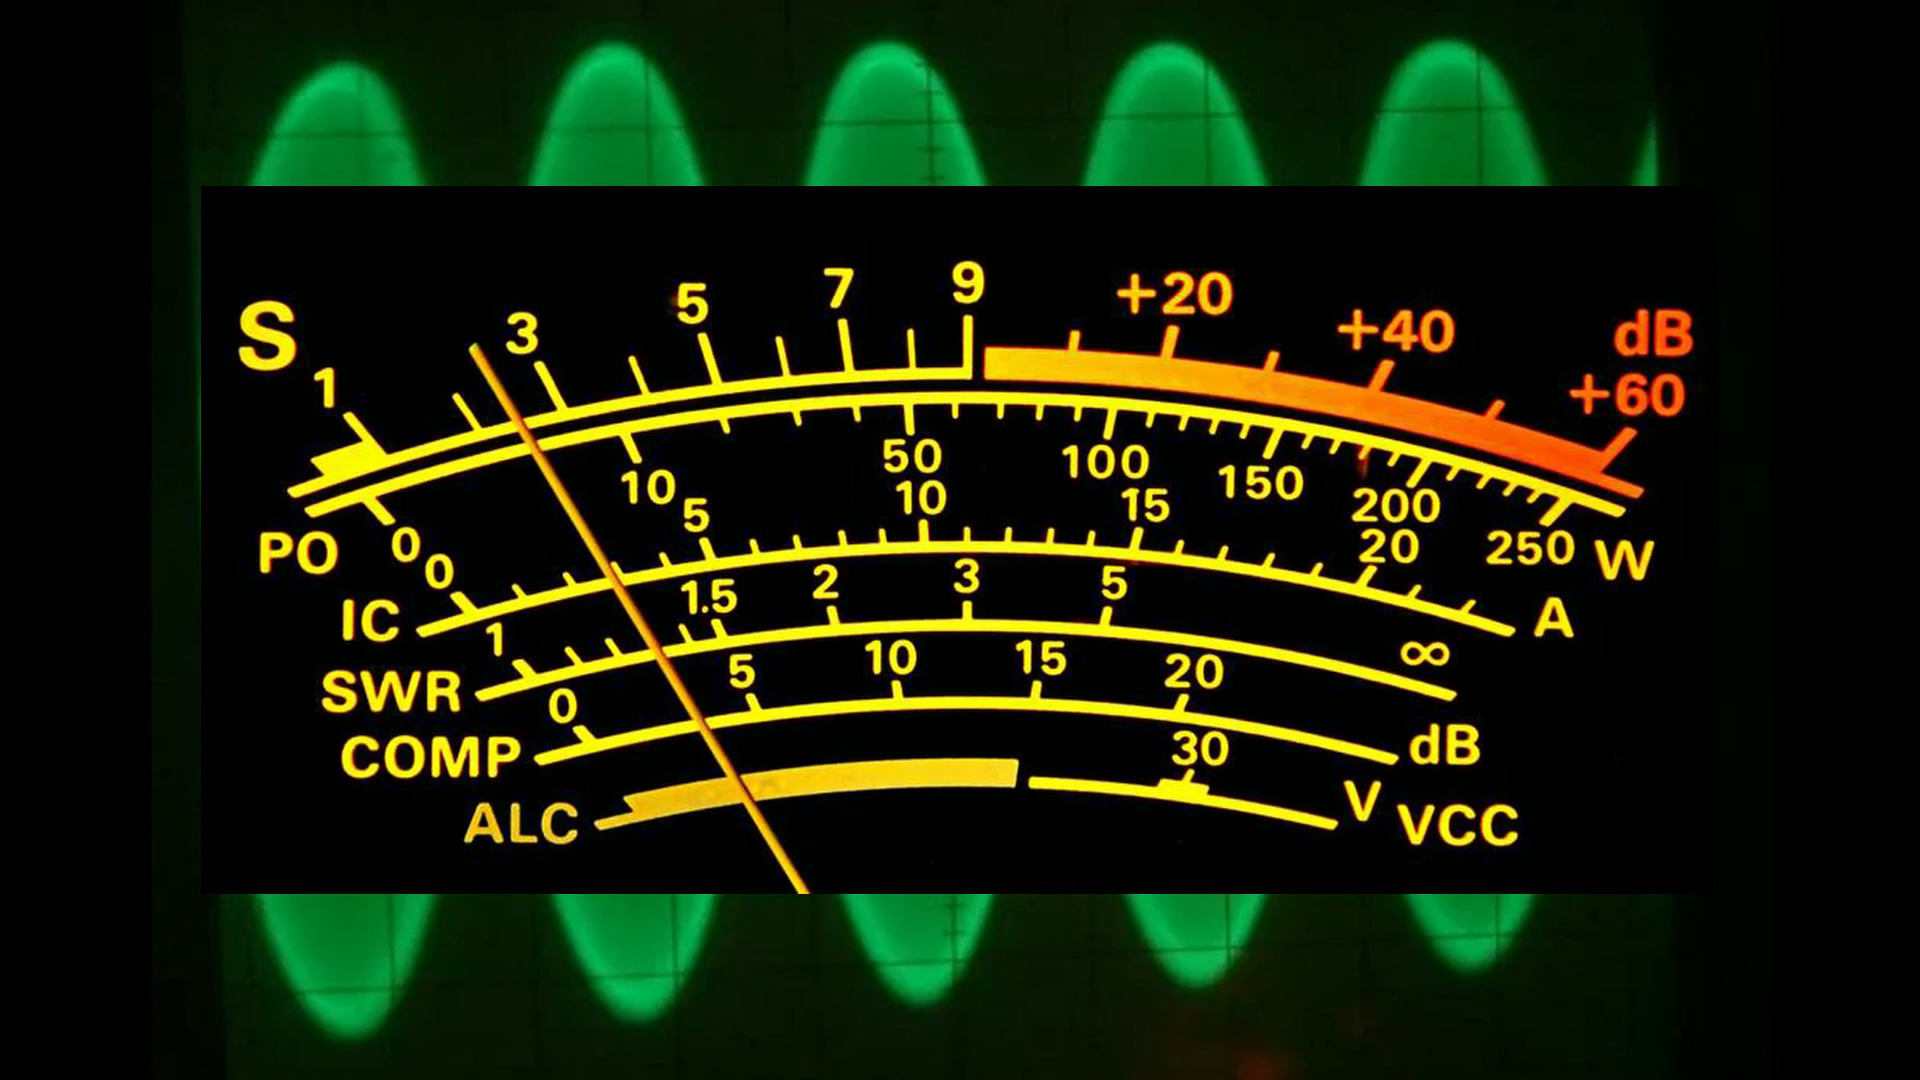 S 1 3 5 7 9 +20 +40 +60 dB
PO 0 10 50 100 150 200 250 W
IC 0 5 10 15 20 A
SWR 1 1.5 2 3 5 ∞
COMP 0 5 10 15 20 dB
ALC 30 V VCC